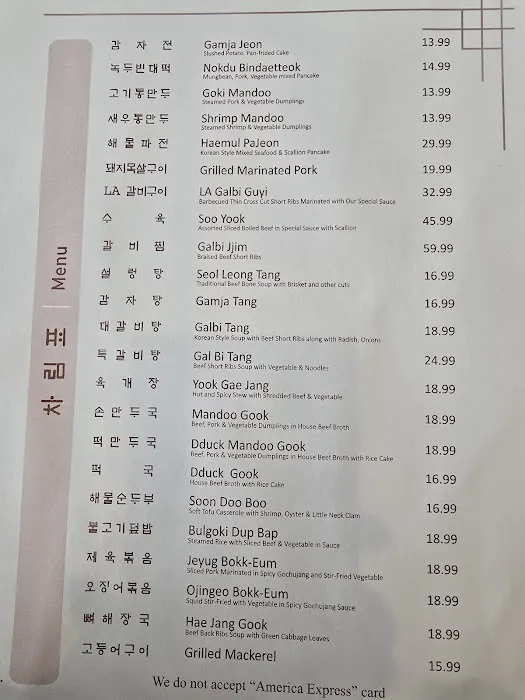 차림표 | Menu
감 자 전 Gamja Jeon 13.99
Slushed Potato, Pan-frided Cake
녹두빈대떡 Nokdu Bindaetteok 14.99
Mungbean, Pork, Vegetable mixed Pancake
고기통만두 Goki Mandoo 13.99
Steamed Pork & Vegetable Dumplings
새우통만두 Shrimp Mandoo 13.99
Steamed Shrimp & Vegetable Dumplings
해 물 파 전 Haemul PaJeon 29.99
Korean Style Mixed Seafood & Scallion Pancake
돼지목살구이 Grilled Marinated Pork 19.99
LA 갈비구이 LA Galbi Guyi 32.99
Barbecued Thin Cross Cut Short Ribs Marinated with Our Special Sauce
수 육 Soo Yook 45.99
Assorted Sliced Boiled Beef in Special Sauce with Scallion
갈 비 찜 Galbi Jjim 59.99
Braised Beef Short Ribs
설 렁 탕 Seol Leong Tang 16.99
Traditional Beef Bone Soup with Brisket and other cuts
감 자 탕 Gamja Tang 16.99
대 갈 비 탕 Galbi Tang 18.99
Korean Style Soup with Beef Short Ribs along with Radish, Onions
특 갈 비 탕 Gal Bi Tang 24.99
Beef Short Ribs Soup with Vegetable & Noodles
육 개 장 Yook Gae Jang 18.99
Hot and Spicy Stew with Shredded Beef & Vegetable
손 만 두 국 Mandoo Gook 18.99
Beef, Pork & Vegetable Dumplings in House Beef Broth
떡 만 두 국 Dduck Mandoo Gook 18.99
Beef, Pork & Vegetable Dumplings in House Beef Broth with Rice Cake
떡 국 Dduck Gook 16.99
House Beef Broth with Rice Cake
해물순두부 Soon Doo Boo 16.99
Soft Tofu Casserole with Shrimp, Oyster & Little Neck Clam
불고기덮밥 Bulgoki Dup Bap 18.99
Steamed Rice with Sliced Beef & Vegetable in Sauce
제 육 볶 음 Jeyug Bokk-Eum 18.99
Sliced Pork Marinated in Spicy Gochujang and Stir-Fried Vegetable
오징어볶음 Ojingeo Bokk-Eum 18.99
Squid Stir-Fried with Vegetable in Spicy Gochujang Sauce
뼈 해 장 국 Hae Jang Gook 18.99
Beef Back Ribs Soup with Green Cabbage Leaves
고등어구이 Grilled Mackerel 15.99
We do not accept “America Express” card